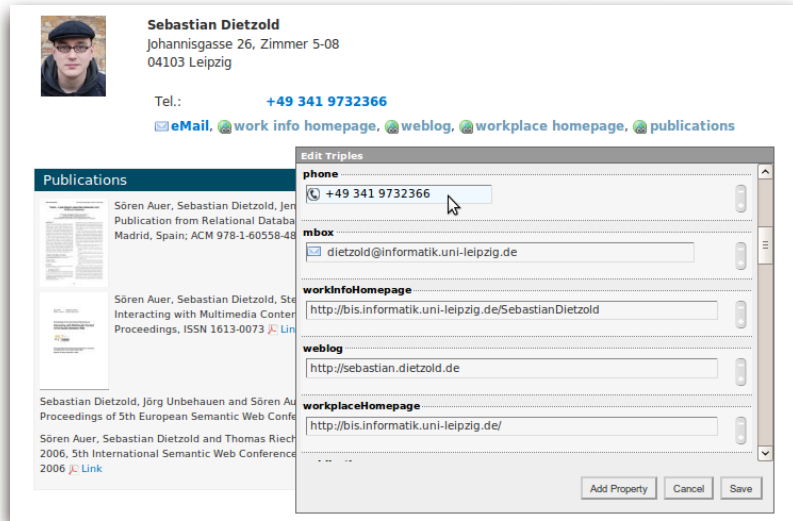 Sebastian Dietzold
Johannisgasse 26, Zimmer 5-08
04103 Leipzig
Tel.: +49 341 9732366
eMail, work info homepage, weblog, workplace homepage, publications
Publications
Sören Auer, Sebastian Dietzold, Jen
Publication from Relational Databa
Madrid, Spain; ACM 978-1-60558-48
Sören Auer, Sebastian Dietzold, Ste
Interacting with Multimedia Conter
Proceedings, ISSN 1613-0073 Lin
Sebastian Dietzold, Jörg Unbehauen and Sören Au
Proceedings of 5th European Semantic Web Confe
Sören Auer, Sebastian Dietzold and Thomas Riech
2006, 5th International Semantic Web Conference
2006 Link
Edit Triples
phone
+49 341 9732366
mbox
dietzold@informatik.uni-leipzig.de
workInfoHomepage
http://bis.informatik.uni-leipzig.de/SebastianDietzold
weblog
http://sebastian.dietzold.de
workplaceHomepage
http://bis.informatik.uni-leipzig.de/
Add Property Cancel Save